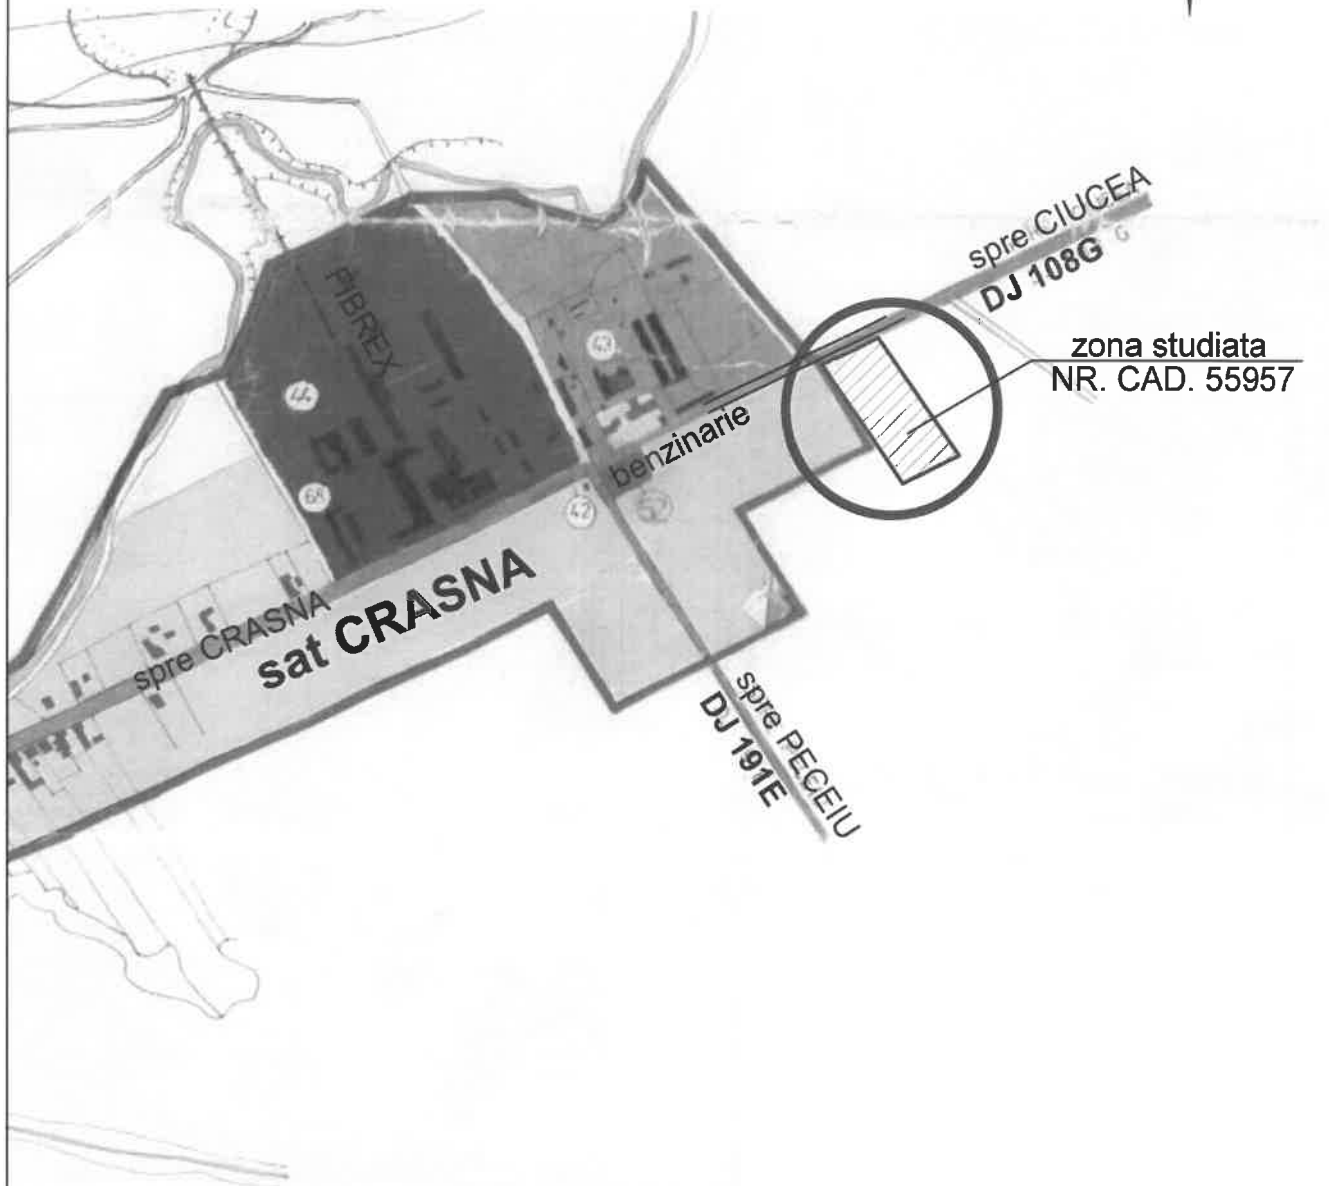 spre CIUCEA
DJ 108G
G
zona studiata
NR. CAD. 55957
PIBREX
43
44
benzinarie
68
42
52
sat CRASNA
spre CRASNA
spre PECEIU
DJ 191E